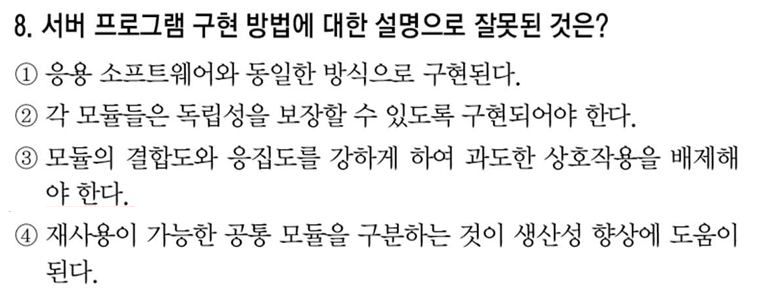 8. 서버 프로그램 구현 방법에 대한 설명으로 잘못된 것은?
① 응용 소프트웨어와 동일한 방식으로 구현된다.
② 각 모듈들은 독립성을 보장할 수 있도록 구현되어야 한다.
③ 모듈의 결합도와 응집도를 강하게 하여 과도한 상호작용을 배제해
야 한다.
④ 재사용이 가능한 공통 모듈을 구분하는 것이 생산성 향상에 도움이
된다.